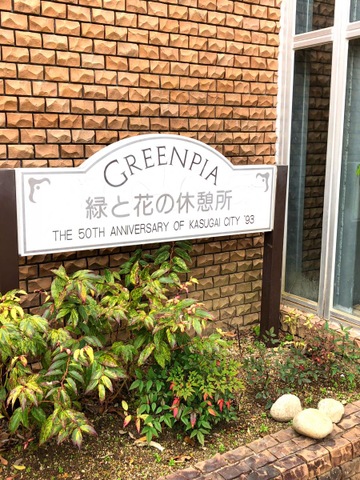 GREENPIA
緑と花の休憩所
THE 50TH ANNIVERSARY OF KASUGAI CITY '93